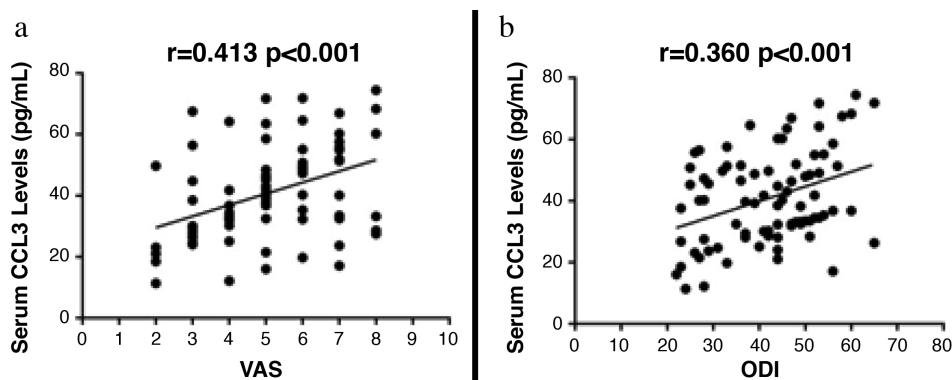 a
r=0.413 p<0.001
Serum CCL3 Levels (pg/mL)
80
60
40
20
0
0 1 2 3 4 5 6 7 8 9 10
VAS
b
r=0.360 p<0.001
Serum CCL3 Levels (pg/mL)
80
60
40
20
0
0 10 20 30 40 50 60 70 80
ODI